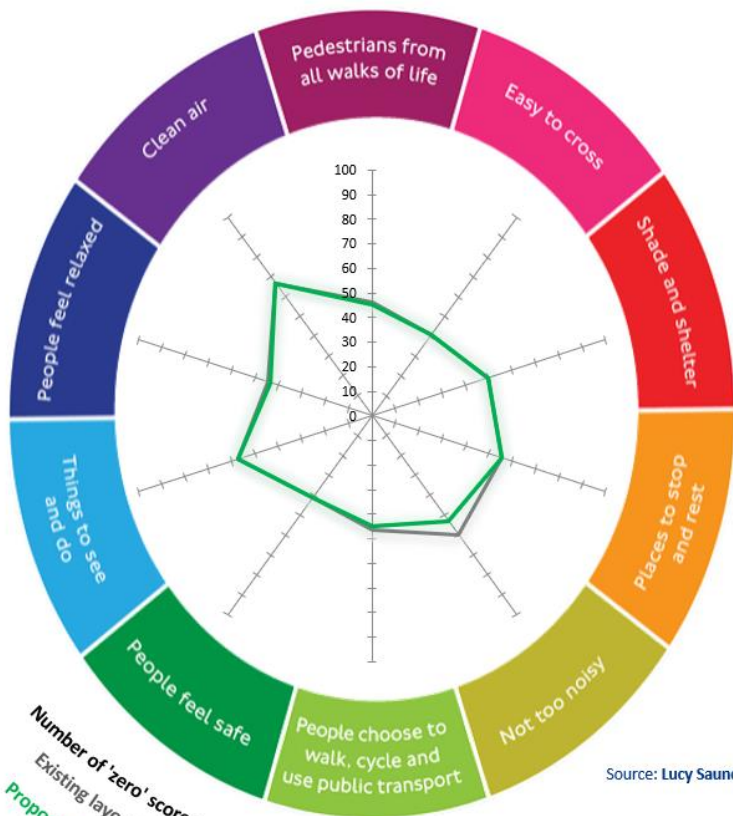 Pedestrians from
all walks of life
Easy to cross
Shade and shelter
Places to stop
and rest
Not too noisy
People choose to
walk, cycle and
use public transport
People feel safe
Things to see
and do
People feel relaxed
Clean air
100
90
80
70
60
50
40
30
20
10
0
Number of 'zero'
Existing
Source: Lucy